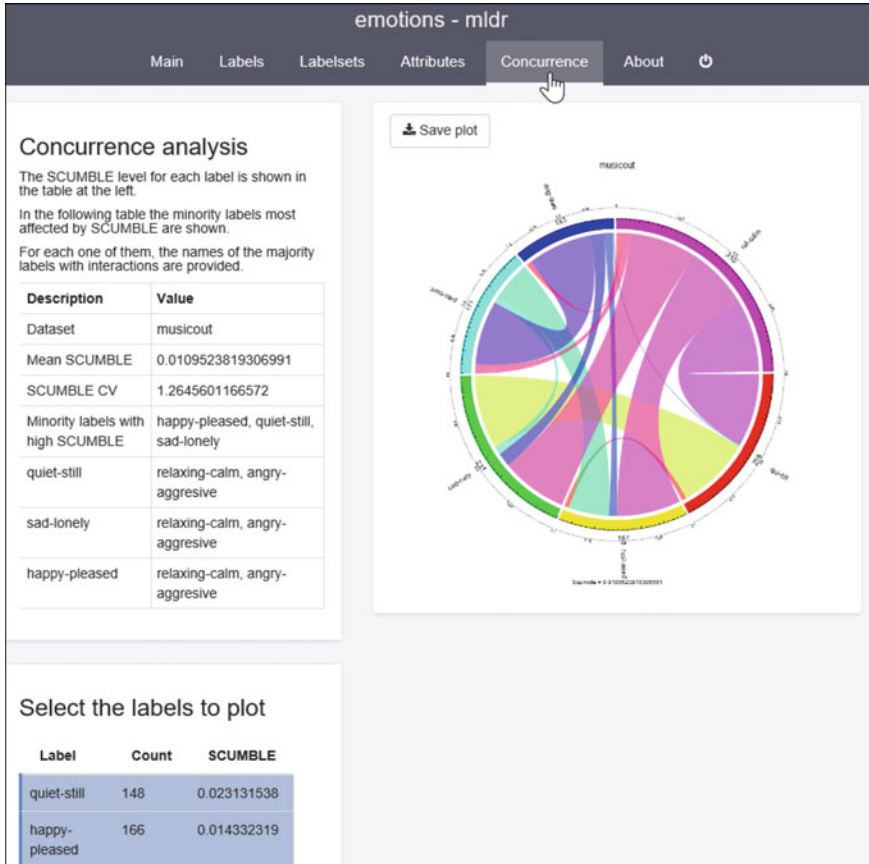 emotions - mldr
Main Labels Labelsets Attributes Concurrence About
Concurrence analysis
The SCUMBLE level for each label is shown in
the table at the left.
In the following table the minority labels most
affected by SCUMBLE are shown.
For each one of them, the names of the majority
labels with interactions are provided.
Description Value
Dataset musicout
Mean SCUMBLE 0.0109523819306991
SCUMBLE CV 1.2645601166572
Minority labels with happy-pleased, quiet-still,
high SCUMBLE sad-lonely
quiet-still relaxing-calm, angry-
aggresive
sad-lonely relaxing-calm, angry-
aggresive
happy-pleased relaxing-calm, angry-
aggresive
Save plot
musicout
Select the labels to plot
Label Count SCUMBLE
quiet-still 148 0.023131538
happy- 166 0.014332319
pleased